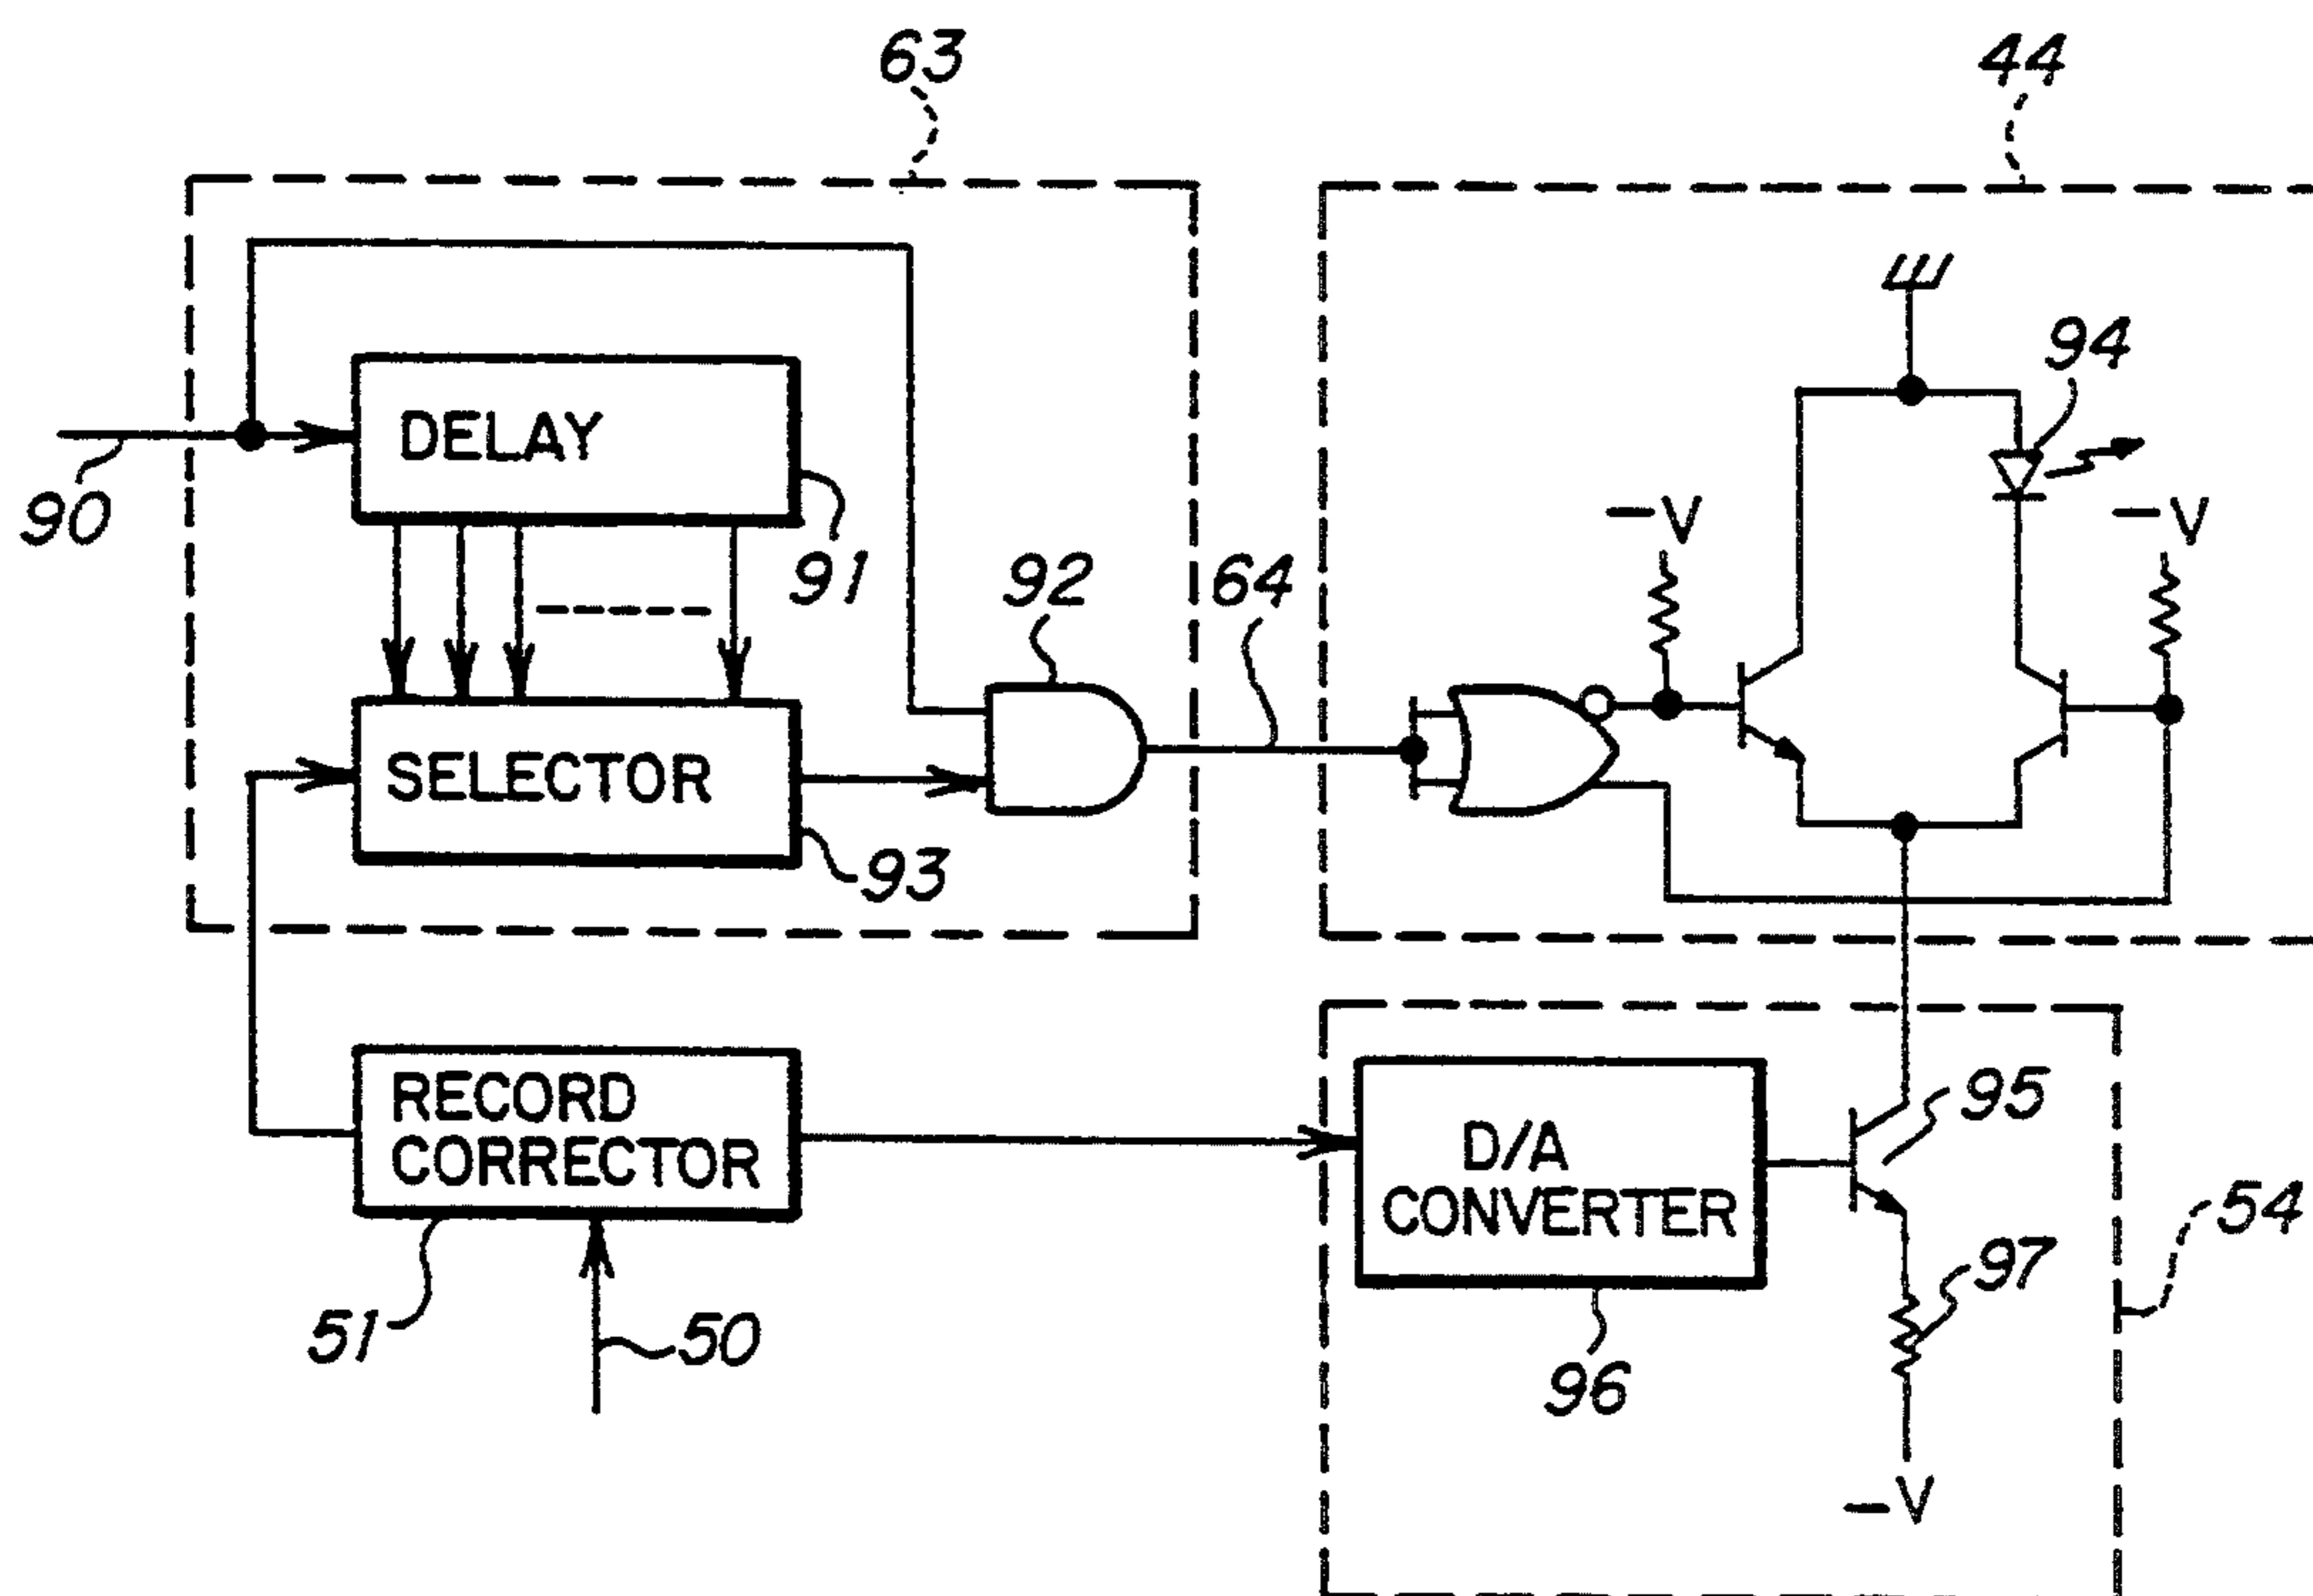 63
44
94
DELAY
-V
-V
90
91
92
64
SELECTOR
93
RECORD
CORRECTOR
D/A
CONVERTER
95
54
97
51
50
96
-V